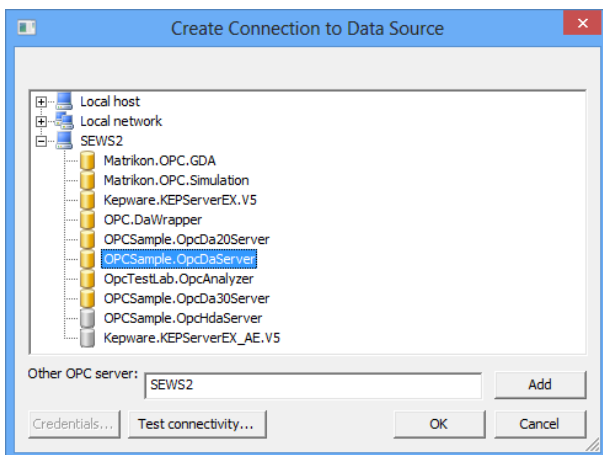 Create Connection to Data Source
Local host
Local network
SEWS2
Matrikon.OPC.GDA
Matrikon.OPC.Simulation
Kepware.KEPServerEX.V5
OPC.DaWrapper
OPCSample.OpcDa20Server
OPCSample.OpcDaServer
OpcTestLab.OpcAnalyzer
OPCSample.OpcDa30Server
OPCSample.OpcHdaServer
Kepware.KEPServerEX_AE.V5
Other OPC server: SEWS2 Add
Credentials... Test connectivity... OK Cancel